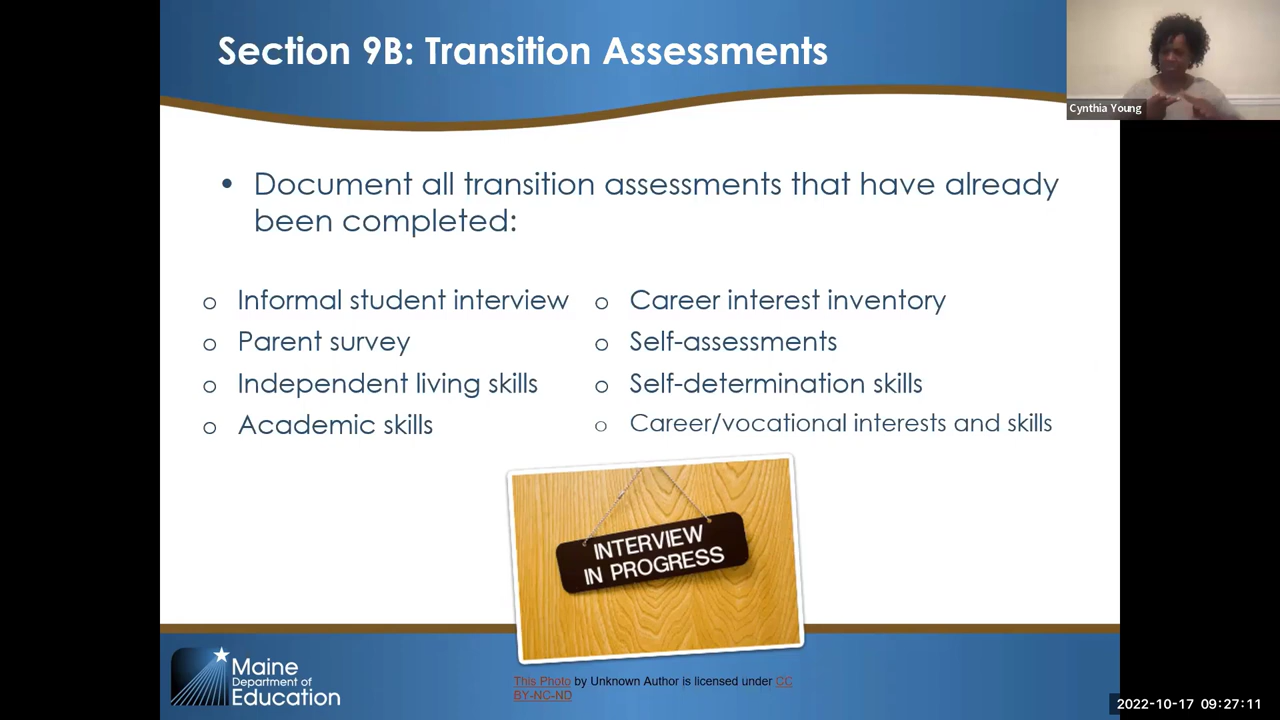 Section 9B: Transition Assessments
Cynthia Young
• Document all transition assessments that have already
been completed:
o Informal student interview
o Parent survey
o Independent living skills
o Academic skills
o Career interest inventory
o Self-assessments
o Self-determination skills
o Career/vocational interests and skills
INTERVIEW
IN PROGRESS
Maine
Department of
Education
This Photo by Unknown Author is licensed under CC
BY-NC-ND
2022-10-17 09:27:11